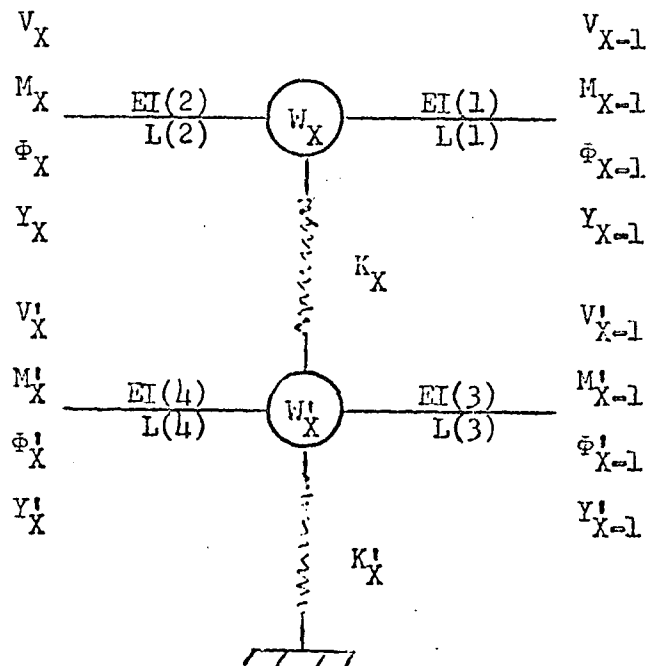 V_X V_X-1
M_X EI(2) W_X EI(1) M_X-1
L(2) L(1)
Φ_X Φ_X-1
Y_X Y_X-1
K_X
V'_X V'_X-1
M'_X EI(4) W'_X EI(3) M'_X-1
L(4) L(3)
Φ'_X Φ'_X-1
Y'_X Y'_X-1
K'_X